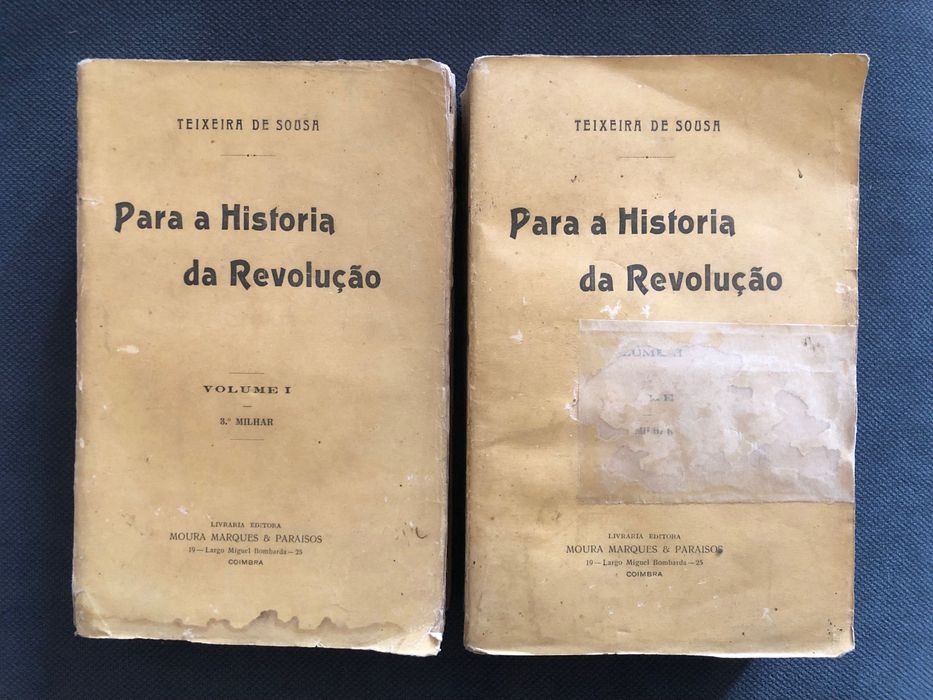 TEIXEIRA DE SOUSA
Para a Historia
da Revolução
VOLUME I
3.º MILHAR
LIVRARIA EDITORA
MOURA MARQUES & PARAISOS
19—Largo Miguel Bombarda—25
COIMBRA
TEIXEIRA DE SOUSA
Para a Historia
da Revolução
LIVRARIA EDITORA
MOURA MARQUES & PARAISOS
19—Largo Miguel Bombarda—25
COIMBRA